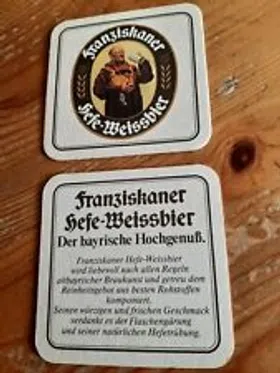 Franziskaner
Hefe-Weissbier
Franziskaner
Hefe-Weissbier
Der bayrische Hochgenuß.
Franziskaner Hefe-Weissbier
wird liebevoll nach allen Regeln
altbayrischer Braukunst und getreu dem
Reinheitsgebot aus besten Rohstoffen
komponiert.
Seinen würzigen und frischen Geschmack
verdankt es der Flaschengärung
und seiner natürlichen Hefetrübung.